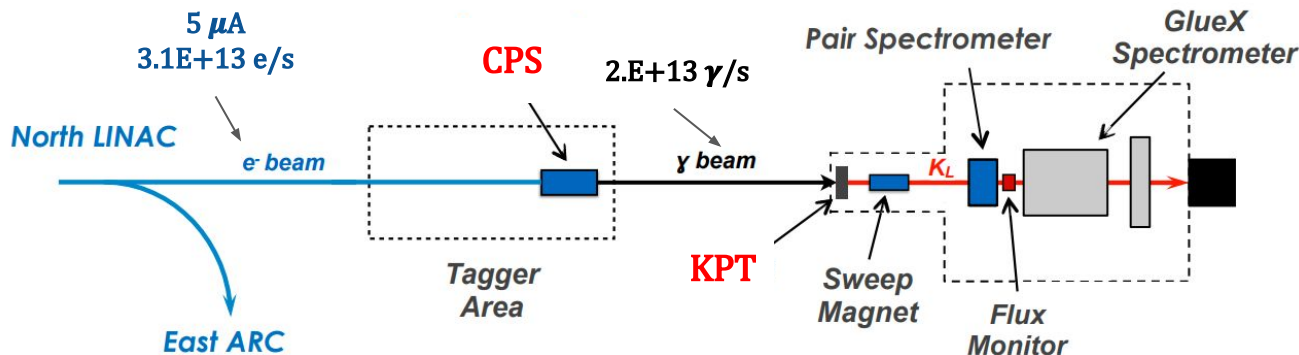 5 μA
3.1E+13 e/s
CPS
2.E+13 γ/s
Pair Spectrometer
GlueX
Spectrometer
North LINAC
e⁻ beam
γ beam
K_L
Tagger
Area
KPT
Sweep
Magnet
Flux
Monitor
East ARC